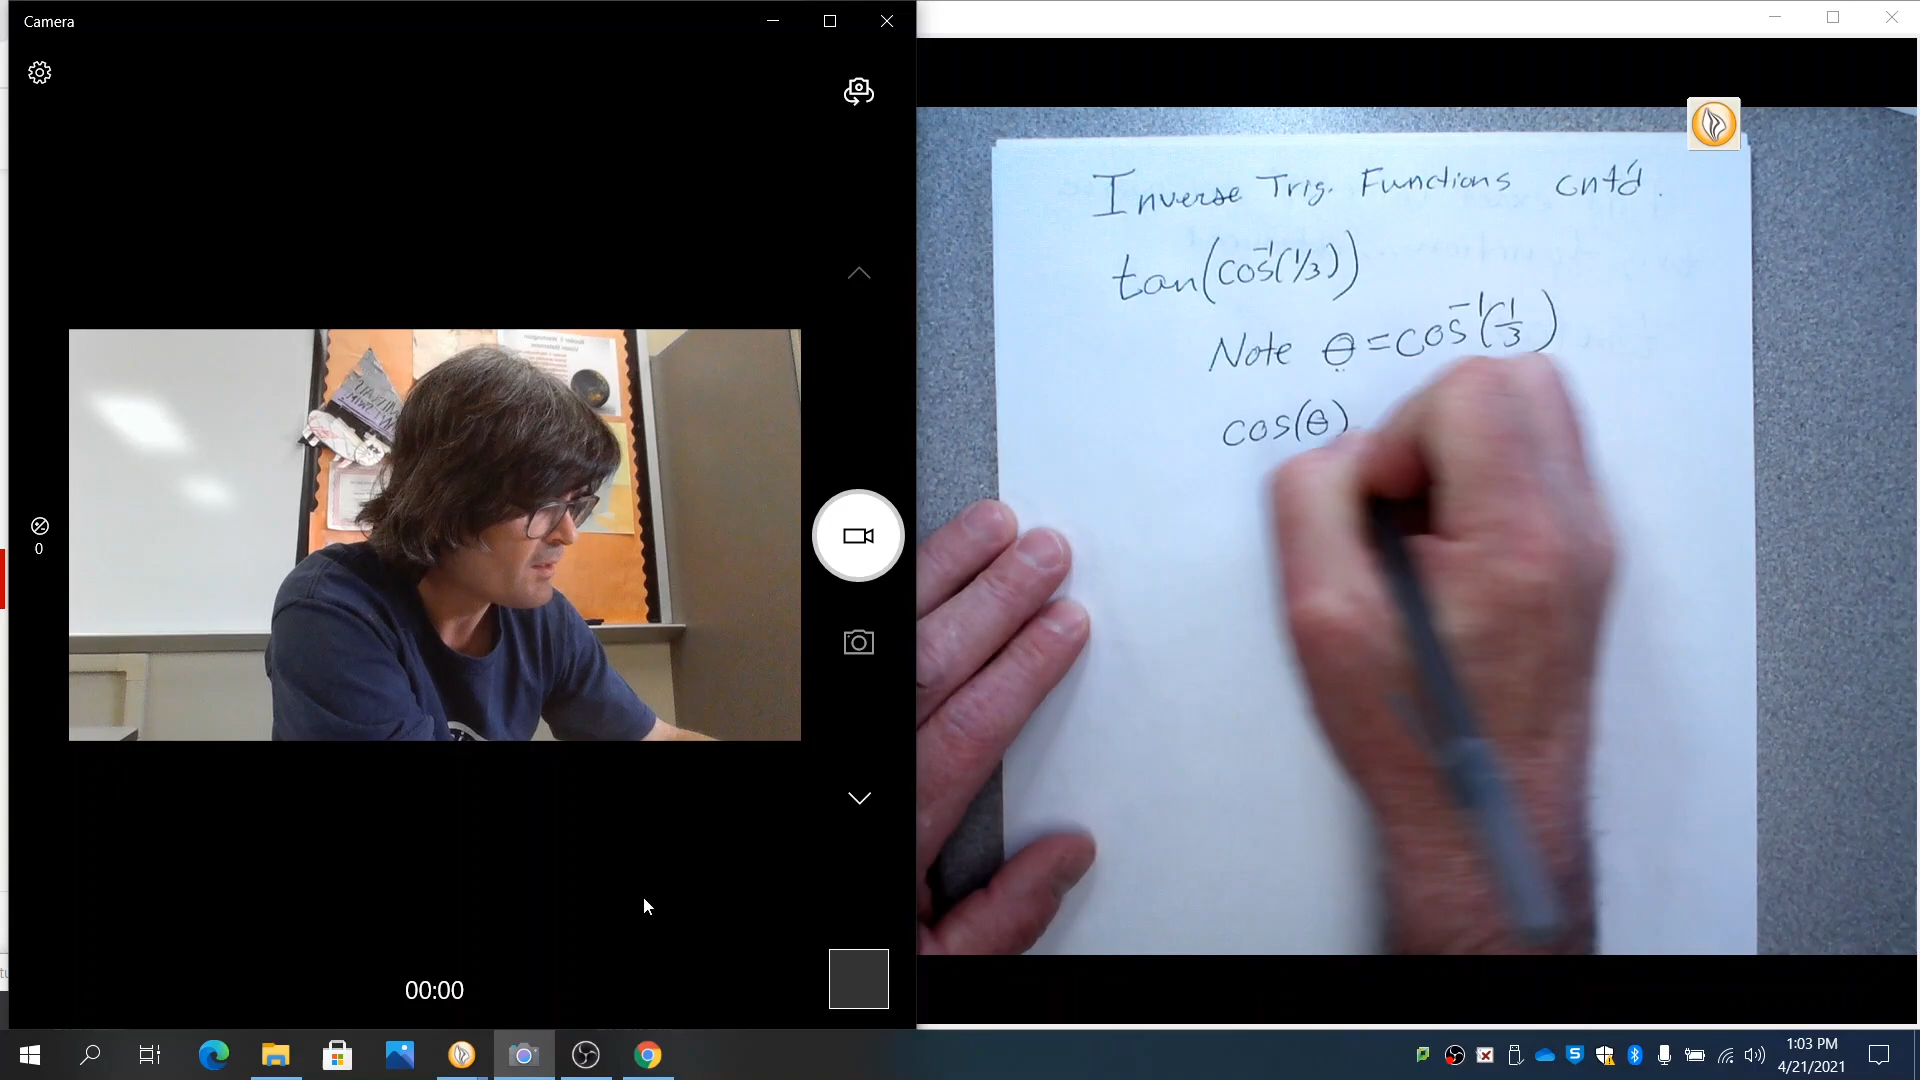 Camera
Inverse Trig. Functions cnt'd.
tan(cos⁻¹(1/3))
Note θ = cos⁻¹(1/3)
cos(θ)
0
00:00
1:03 PM
4/21/2021